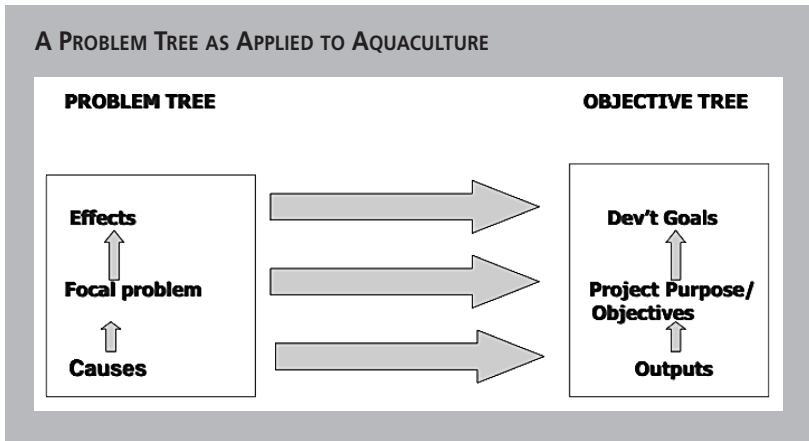 A PROBLEM TREE AS APPLIED TO AQUACULTURE
PROBLEM TREE
OBJECTIVE TREE
Effects
Focal problem
Causes
Dev't Goals
Project Purpose/
Objectives
Outputs